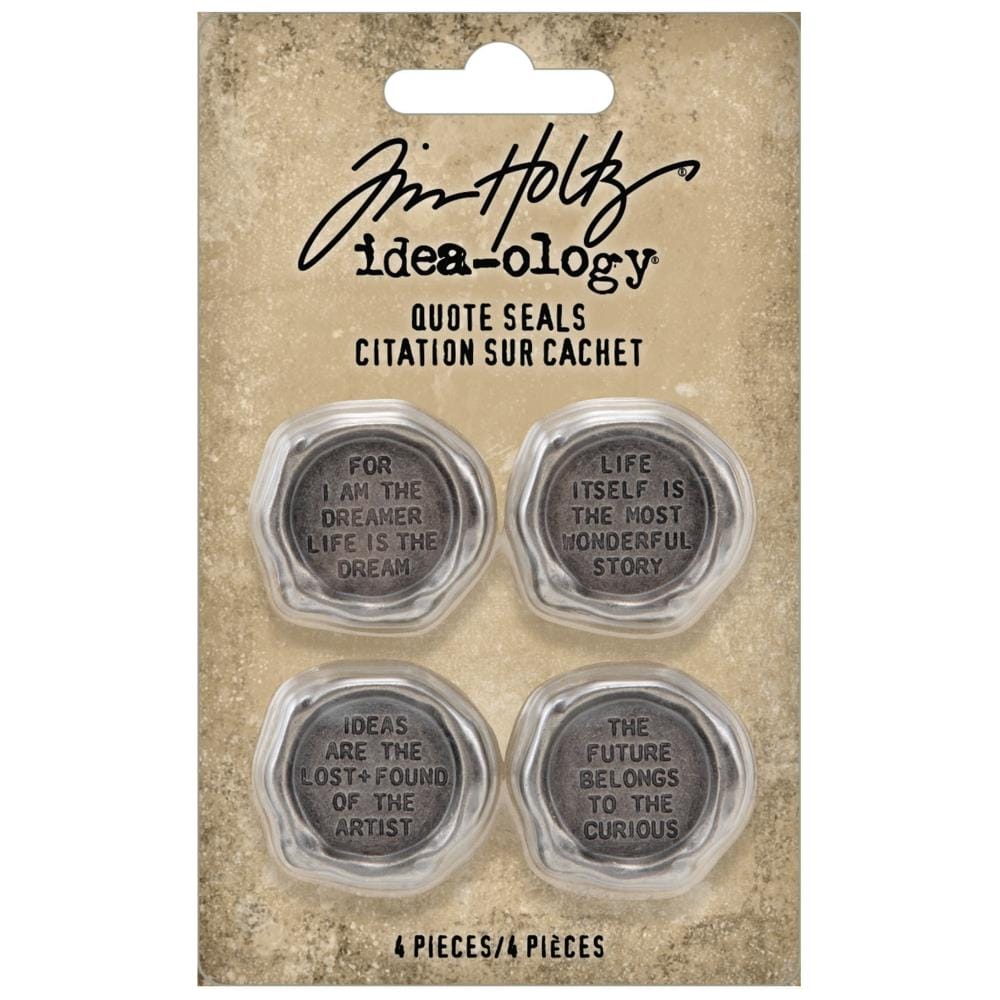 Tim Holtz®
idea-ology®
QUOTE SEALS
CITATION SUR CACHET
FOR
I AM THE
DREAMER
LIFE IS THE
DREAM
LIFE
ITSELF IS
THE MOST
WONDERFUL
STORY
IDEAS
ARE THE
LOST+FOUND
OF THE
ARTIST
THE
FUTURE
BELONGS
TO THE
CURIOUS
4 PIECES/4 PIÈCES